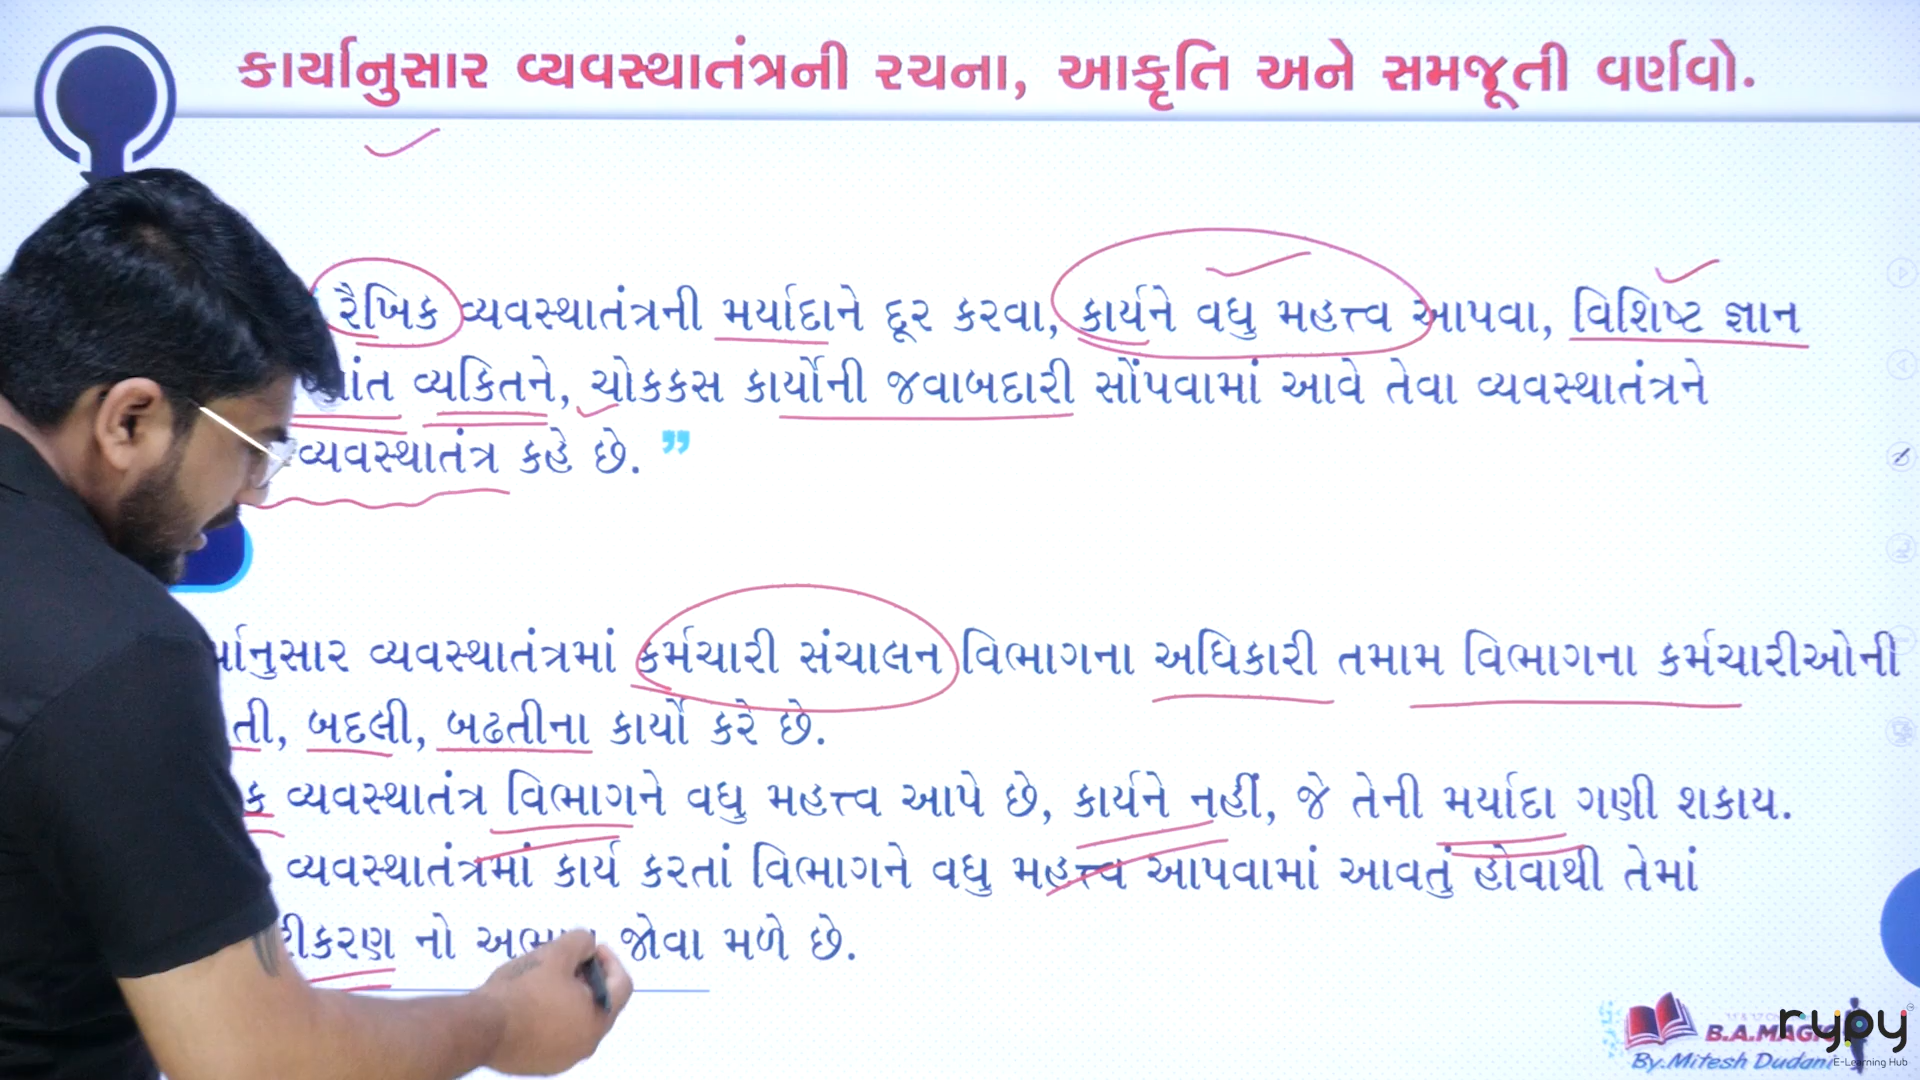 કાર્યાનુસાર વ્યવસ્થાતંત્રની રચના, આકૃતિ અને સમજૂતી વર્ણવો.
રૈખિક વ્યવસ્થાતંત્રની મર્યાદાને દૂર કરવા, કાર્યને વધુ મહત્ત્વ આપવા, વિશિષ્ટ જ્ઞાન
વ્યકિતને, ચોકકસ કાર્યોની જવાબદારી સોંપવામાં આવે તેવા વ્યવસ્થાતંત્રને
વ્યવસ્થાતંત્ર કહે છે. ”
વ્યવસ્થાતંત્રમાં કર્મચારી સંચાલન વિભાગના અધિકારી તમામ વિભાગના કર્મચારીઓની
બદલી, બઢતીના કાર્યો કરે છે.
વ્યવસ્થાતંત્ર વિભાગને વધુ મહત્ત્વ આપે છે, કાર્યને નહીં, જે તેની મર્યાદા ગણી શકાય.
વ્યવસ્થાતંત્રમાં કાર્ય કરતાં વિભાગને વધુ મહત્ત્વ આપવામાં આવતું હોવાથી તેમાં
નો જોવા મળે છે.
B.A.MAGIC
rypy
By.Mitesh Dudani
E-Learning Hub